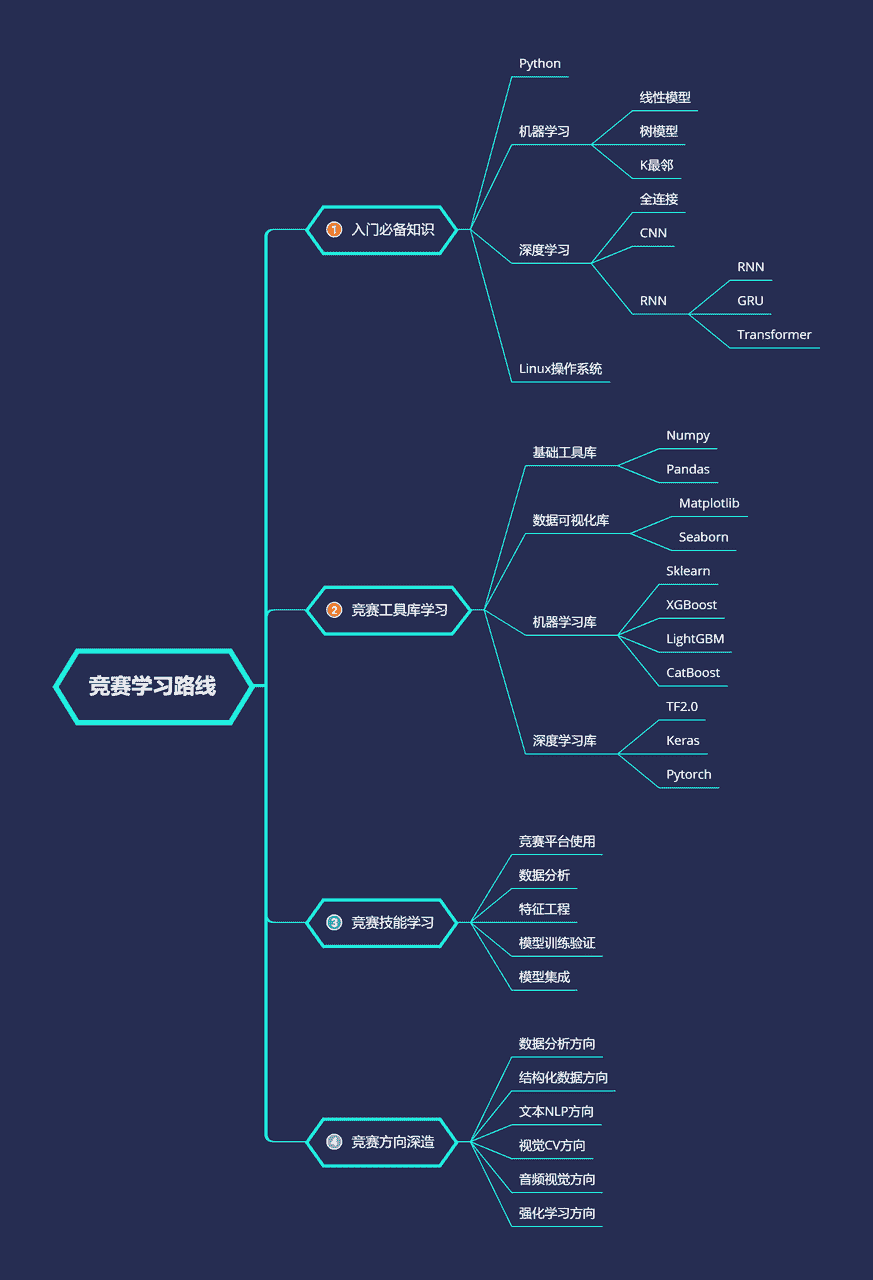 竞赛学习路线
1 入门必备知识
Python
机器学习
线性模型
树模型
K最邻
深度学习
全连接
CNN
RNN
RNN
GRU
Transformer
Linux操作系统
2 竞赛工具库学习
基础工具库
Numpy
Pandas
数据可视化库
Matplotlib
Seaborn
机器学习库
Sklearn
XGBoost
LightGBM
CatBoost
深度学习库
TF2.0
Keras
Pytorch
3 竞赛技能学习
竞赛平台使用
数据分析
特征工程
模型训练验证
模型集成
4 竞赛方向深造
数据分析方向
结构化数据方向
文本NLP方向
视觉CV方向
音频视觉方向
强化学习方向